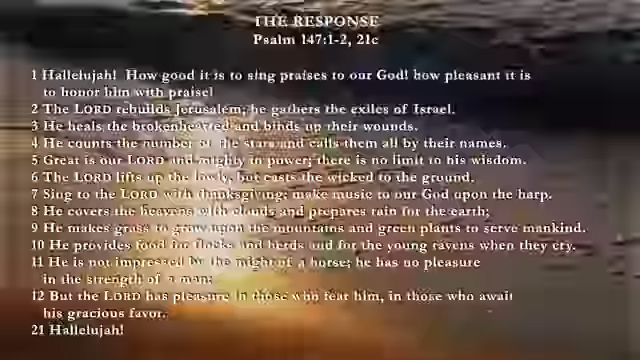 THE RESPONSE
Psalm 147:1-2, 21c
1 Hallelujah! How good it is to sing praises to our God! how pleasant it is
to honor him with praise!
2 The LORD rebuilds Jerusalem; he gathers the exiles of Israel.
3 He heals the brokenhearted and binds up their wounds.
4 He counts the number of the stars and calls them all by their names.
5 Great is our LORD and mighty in power; there is no limit to his wisdom.
6 The LORD lifts up the lowly, but casts the wicked to the ground.
7 Sing to the LORD with thanksgiving; make music to our God upon the harp.
8 He covers the heavens with clouds and prepares rain for the earth;
9 He makes grass to grow upon the mountains and green plants to serve mankind.
10 He provides food for flocks and herds and for the young ravens when they cry.
11 He is not impressed by the might of a horse; he has no pleasure
in the strength of a man;
12 But the LORD has pleasure in those who fear him, in those who await
his gracious favor.
21 Hallelujah!